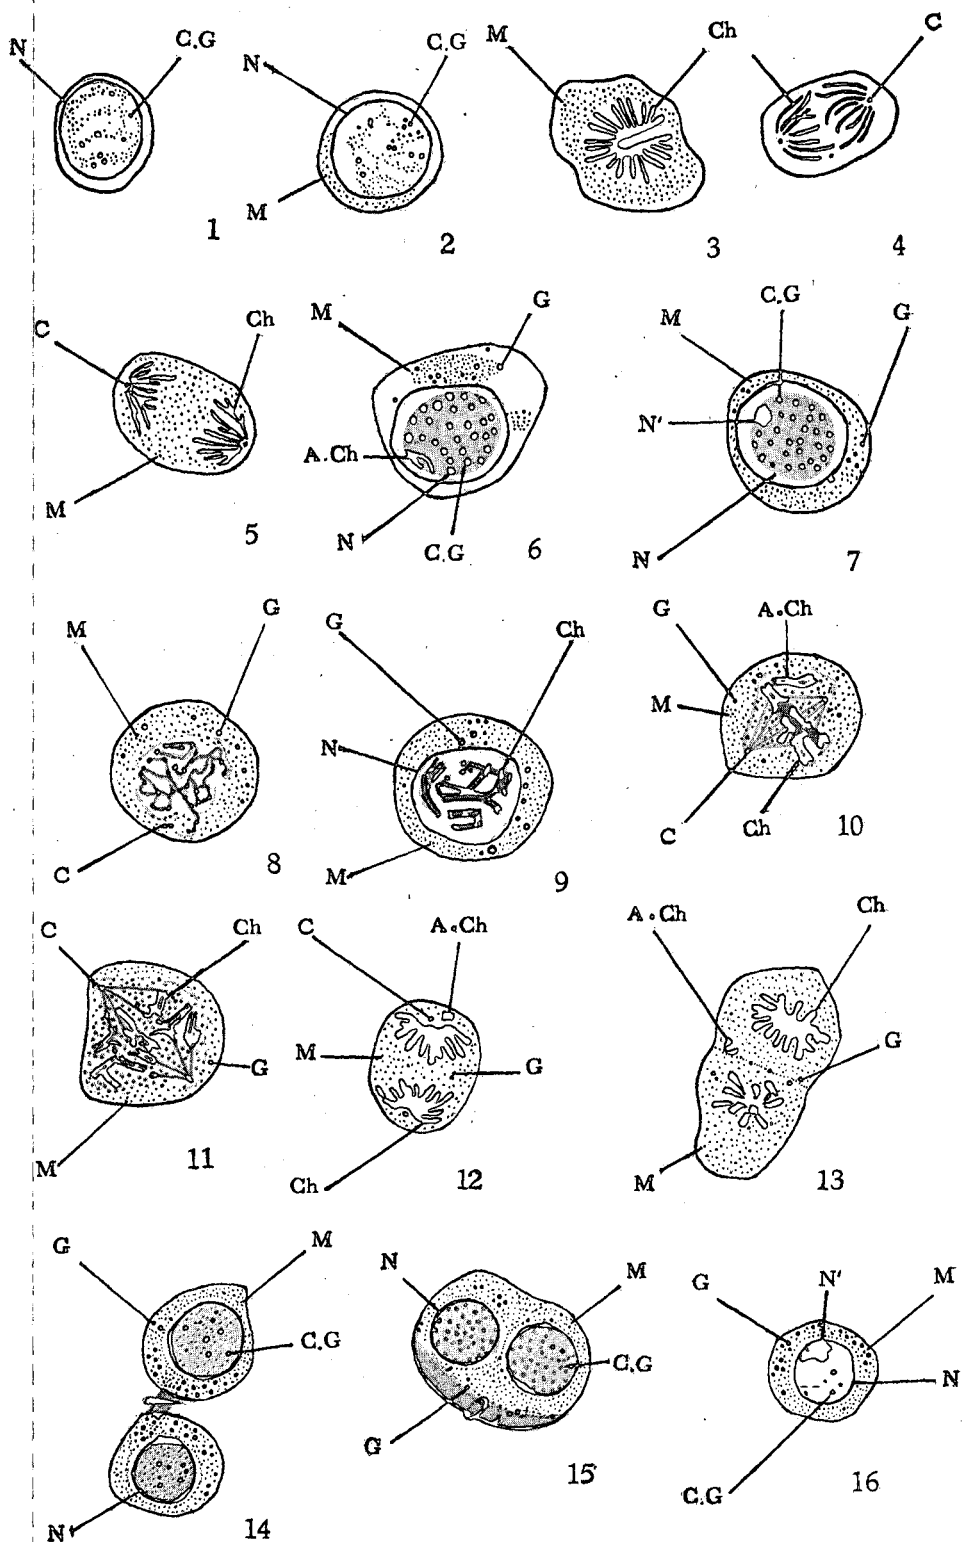 N C.G N C.G M 1 2
M Ch C 3 4
C Ch M 5
M G A.Ch N C.G 6
M C.G G N' N 7
M G C 8
G Ch N M 9
G A.Ch M C Ch 10
C Ch G M 11
C A.Ch M G Ch 12
A.Ch Ch G M 13
G M C.G N 14
N M C.G G 15
G N' M N C.G 16